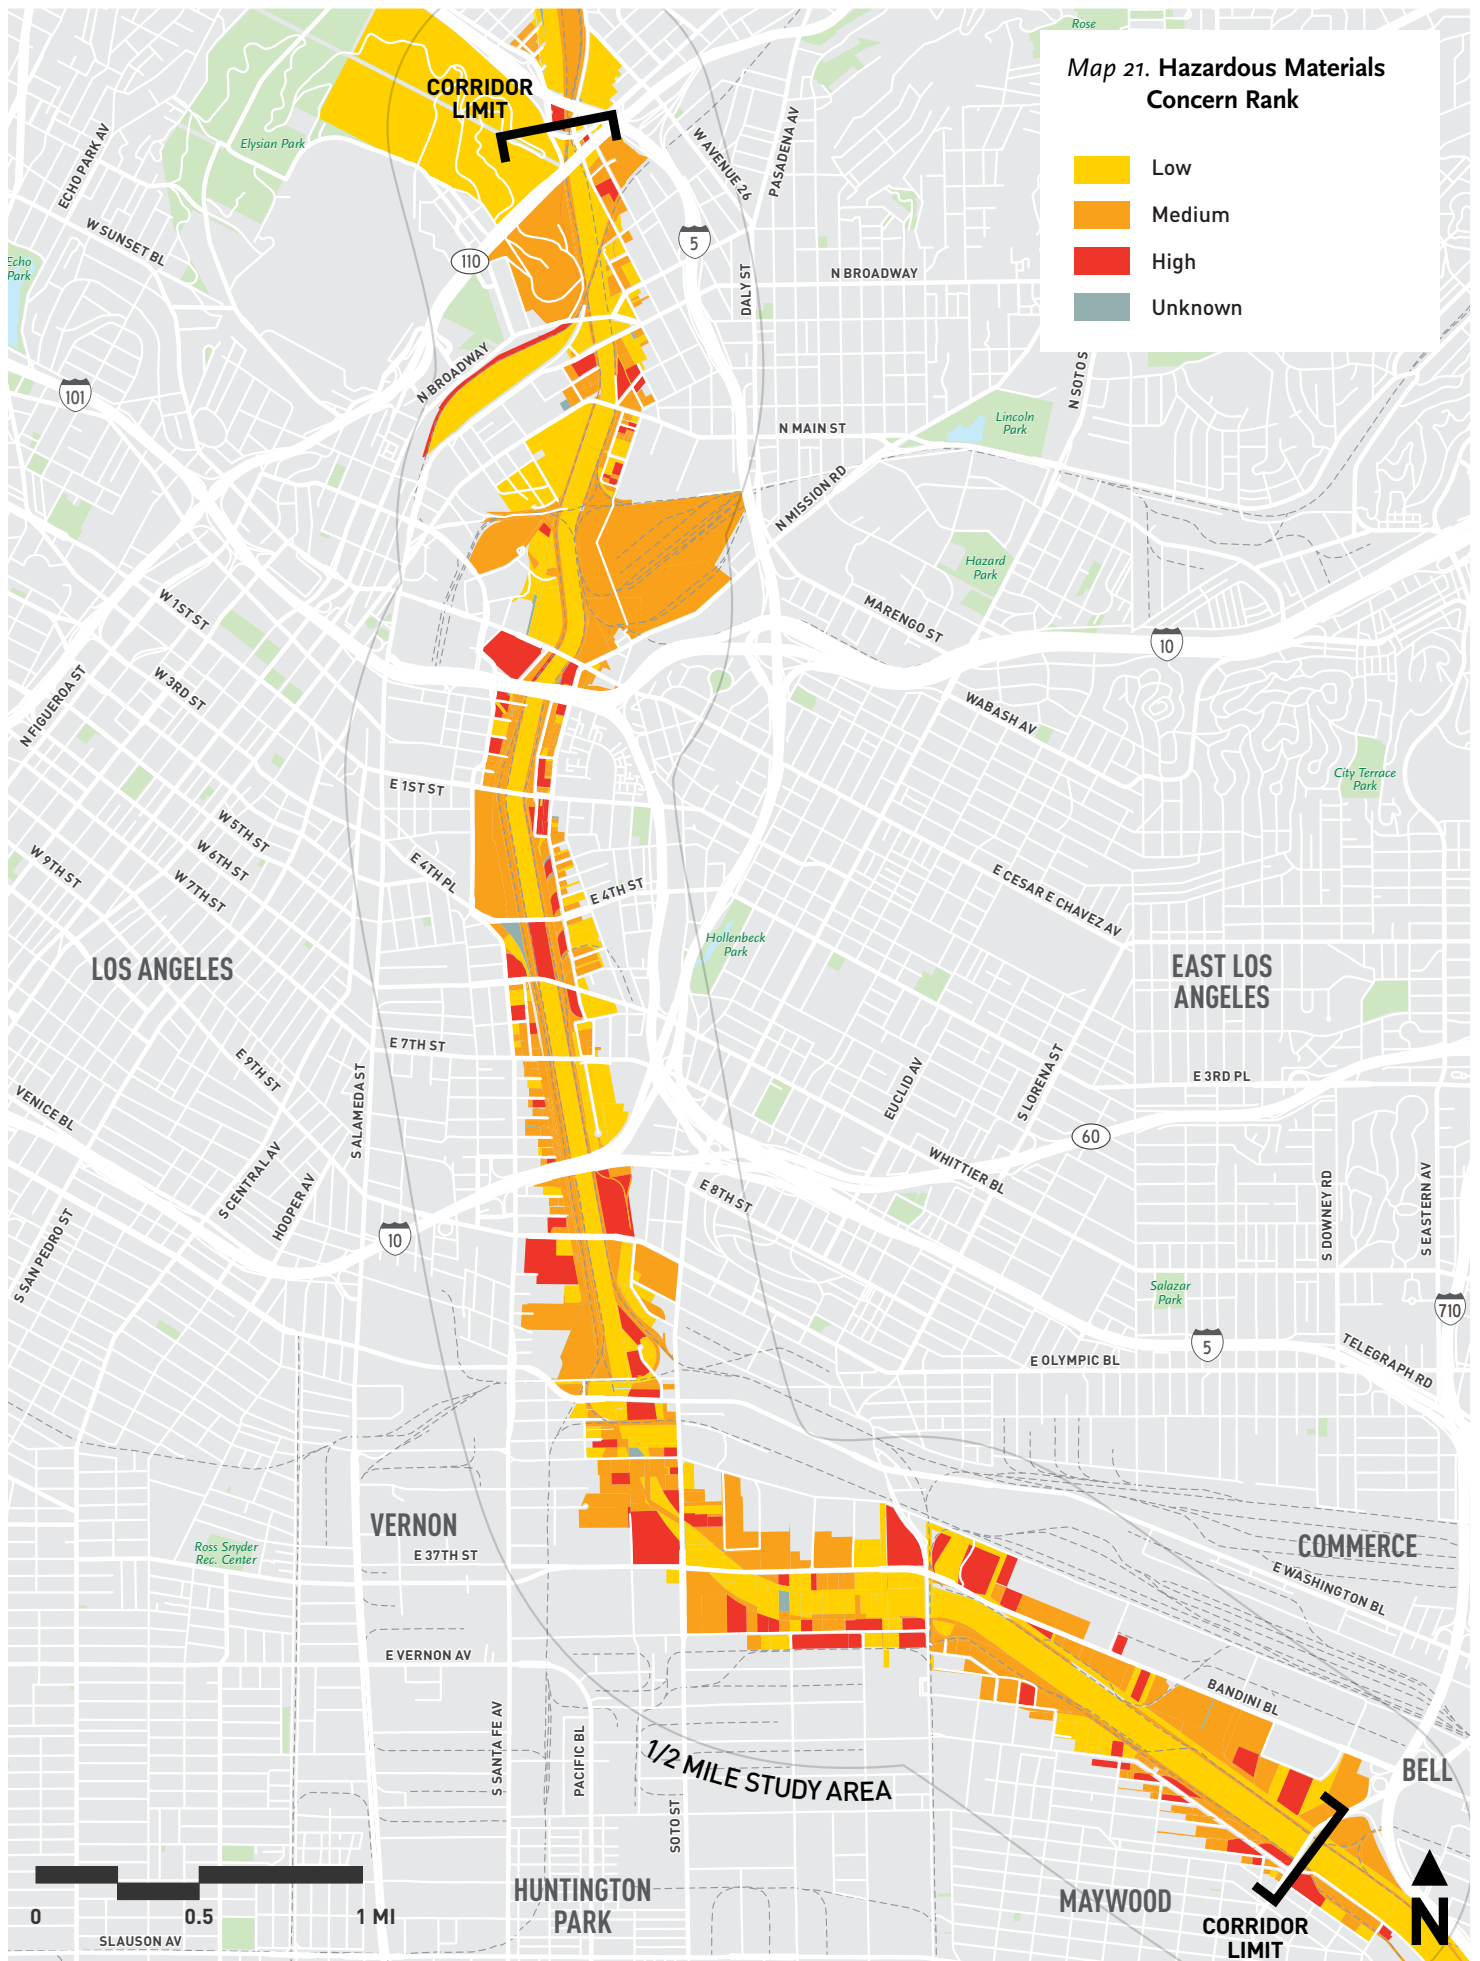 Map 21. Hazardous Materials
Concern Rank
Low
Medium
High
Unknown
Rose
CORRIDOR
LIMIT
Elysian Park
ECHO PARK AV
W SUNSET BL
Echo
Park
W AVENUE 26
PASADENA AV
110
5
DALY ST
N BROADWAY
N BROADWAY
101
N SOTO S
Lincoln
Park
N MAIN ST
N MISSION RD
Hazard
Park
MARENGO ST
10
W 1ST ST
W 3RD ST
N FIGUEROA ST
WABASH AV
City Terrace
Park
E 1ST ST
W 5TH ST
W 6TH ST
W 7TH ST
W 9TH ST
E 4TH PL
E 4TH ST
E CESAR E CHAVEZ AV
Hollenbeck
Park
LOS ANGELES
EAST LOS
ANGELES
E 7TH ST
E 9TH ST
S ALAMEDA ST
EUCLID AV
S LORENA ST
E 3RD PL
VENICE BL
60
S CENTRAL AV
HOOPER AV
WHITTIER BL
E 8TH ST
S DOWNEY RD
S EASTERN AV
S SAN PEDRO ST
10
Salazar
Park
710
5
TELEGRAPH RD
E OLYMPIC BL
VERNON
Ross Snyder
Rec. Center
E 37TH ST
COMMERCE
E WASHINGTON BL
E VERNON AV
BANDINI BL
S SANTA FE AV
PACIFIC BL
1/2 MILE STUDY AREA
BELL
SOTO ST
0
0.5
1 MI
SLAUSON AV
HUNTINGTON
PARK
MAYWOOD
CORRIDOR
LIMIT
N